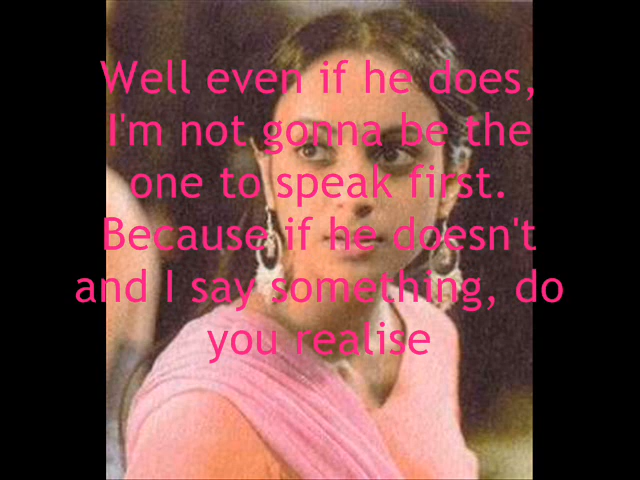 Well even if he does,
I'm not gonna be the
one to speak first.
Because if he doesn't
and I say something, do
you realise